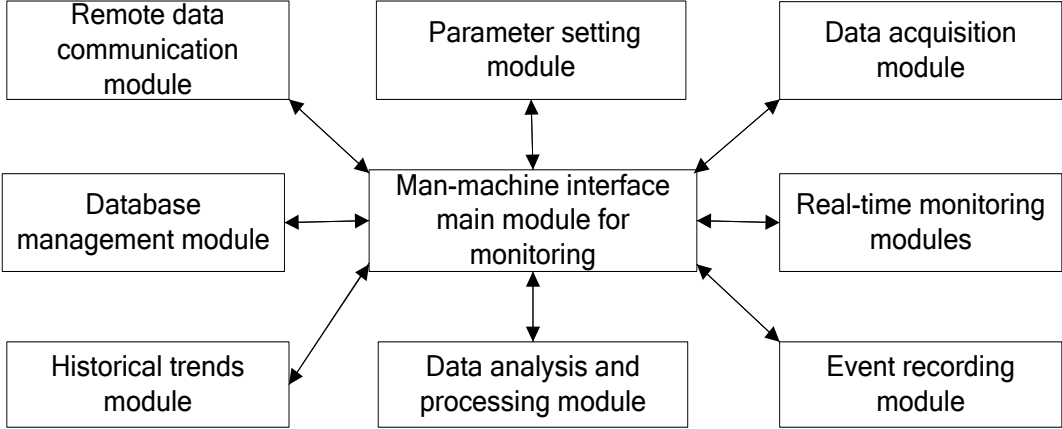 Remote data
communication
module
Parameter setting
module
Data acquisition
module
Database
management module
Man-machine interface
main module for
monitoring
Real-time monitoring
modules
Historical trends
module
Data analysis and
processing module
Event recording
module